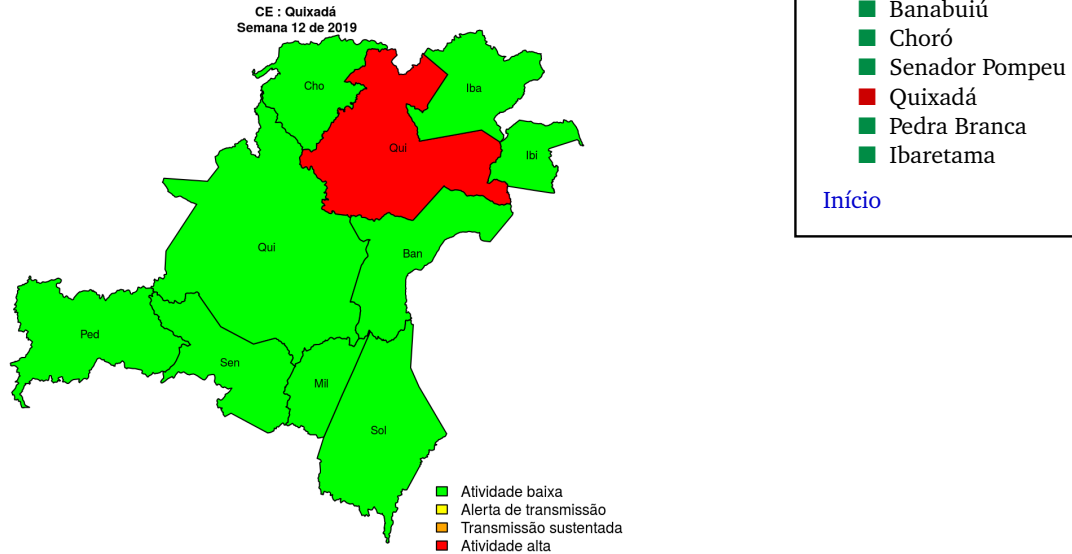 CE : Quixadá
Semana 12 de 2019
Cho
Iba
Qui
Ibi
Qui
Ban
Ped
Sen
Mil
Sol
Atividade baixa
Alerta de transmissão
Transmissão sustentada
Atividade alta
Banabuiú
Choró
Senador Pompeu
Quixadá
Pedra Branca
Ibaretama
Início